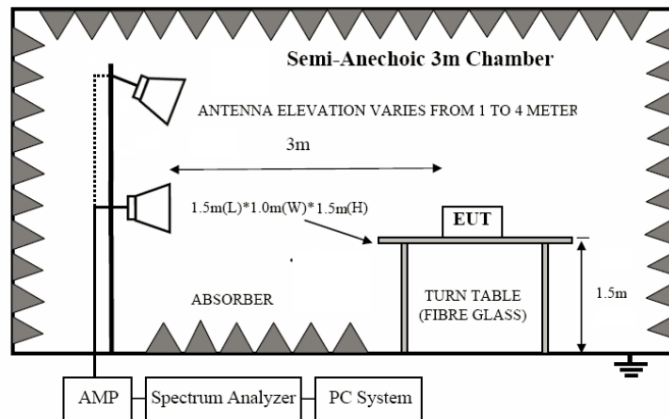 Semi-Anechoic 3m Chamber
ANTENNA ELEVATION VARIES FROM 1 TO 4 METER
3m
1.5m(L)*1.0m(W)*1.5m(H)
EUT
ABSORBER
TURN TABLE
(FIBRE GLASS)
1.5m
AMP
Spectrum Analyzer
PC System